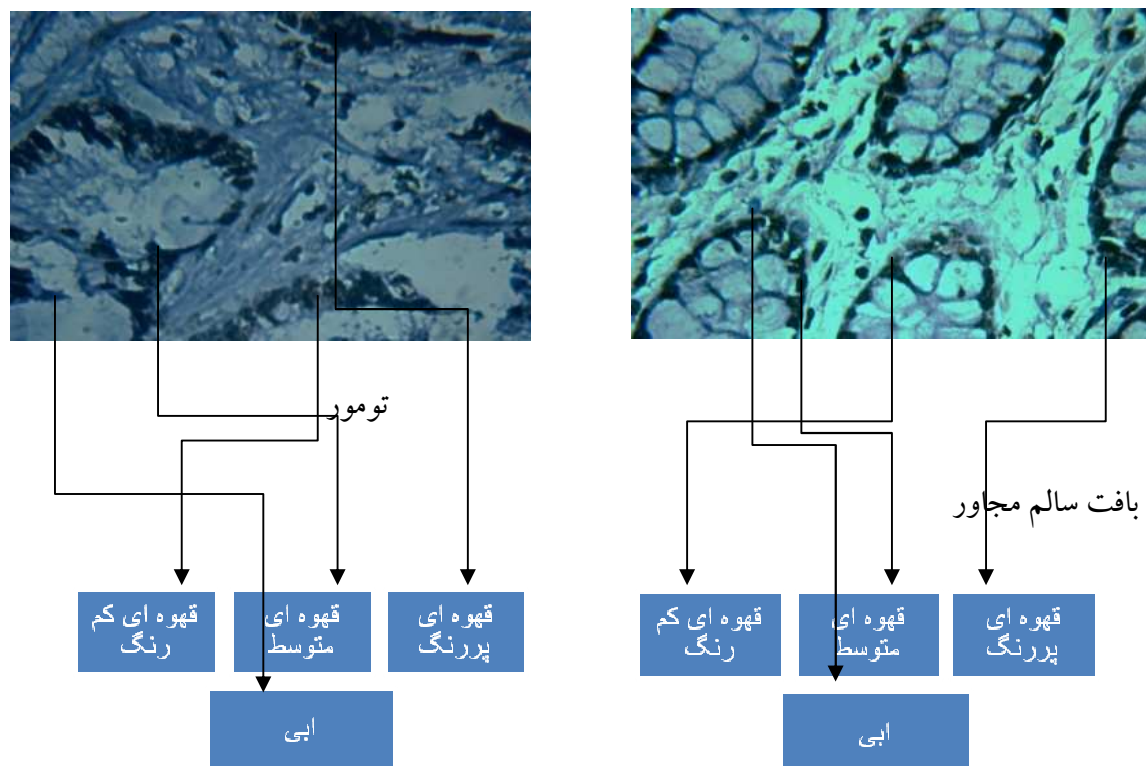 تومور
بافت سالم مجاور
قهوه ای پررنگ
قهوه ای متوسط
قهوه ای کم رنگ
ابی
قهوه ای پررنگ
قهوه ای متوسط
قهوه ای کم رنگ
ابی